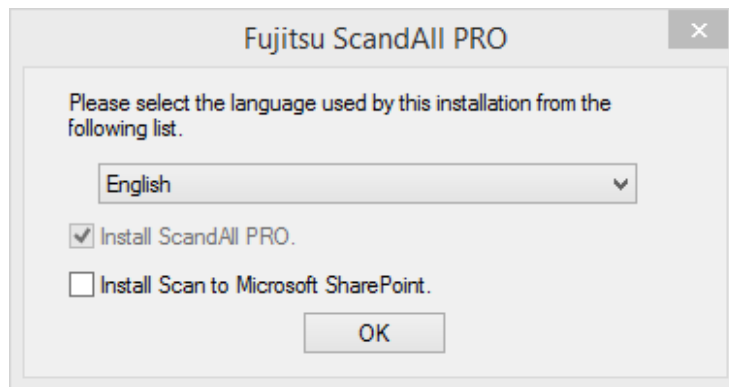 Fujitsu ScandAll PRO
Please select the language used by this installation from the
following list.
English
Install ScandAll PRO.
Install Scan to Microsoft SharePoint.
OK